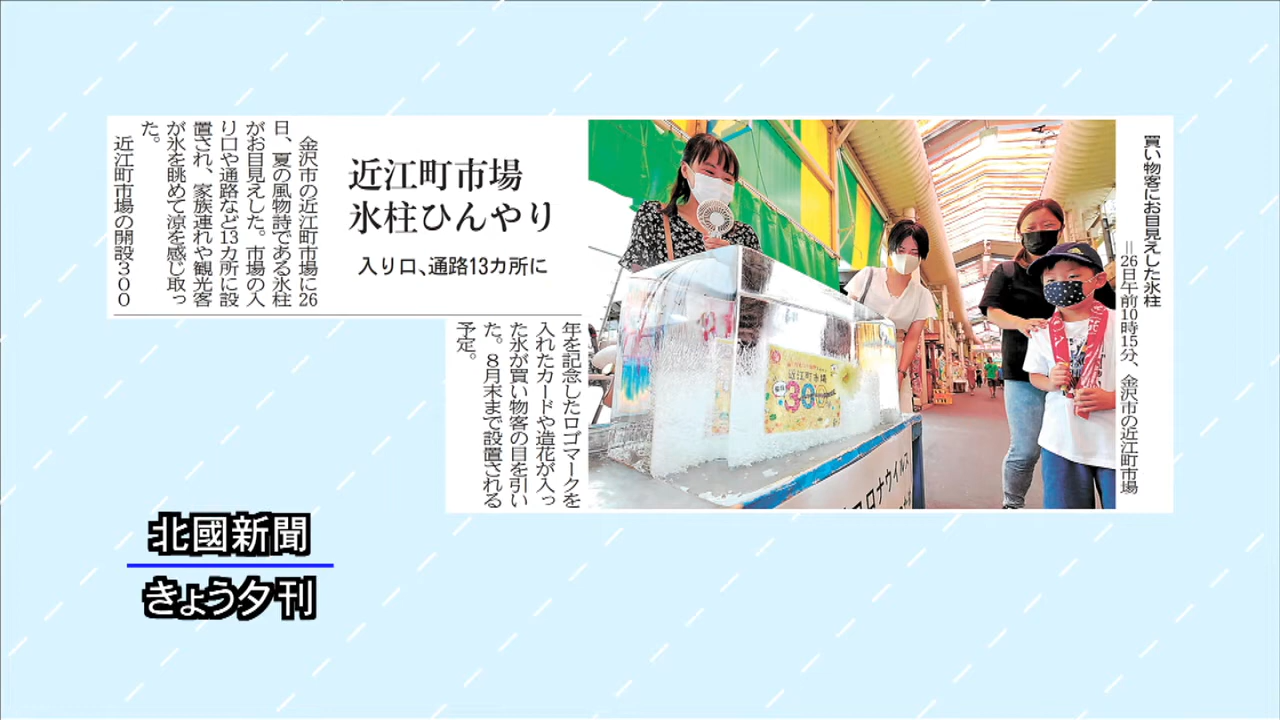 近江町市場
氷柱ひんやり
入り口、通路13カ所に
金沢市の近江町市場に26
日、夏の風物詩である氷柱
がお目見えした。市場の入
り口や通路など13カ所に設
置され、家族連れや観光客
が氷を眺めて涼を感じ取っ
た。
近江町市場の開設300
年を記念したロゴマークを
入れたカードや造花が入っ
た氷が買い物客の目を引い
た。8月末まで設置される
予定。
買い物客にお目見えした氷柱
=26日午前10時15分、金沢市の近江町市場
近江町市場
300
コロナウイルス
北國新聞
きょう夕刊